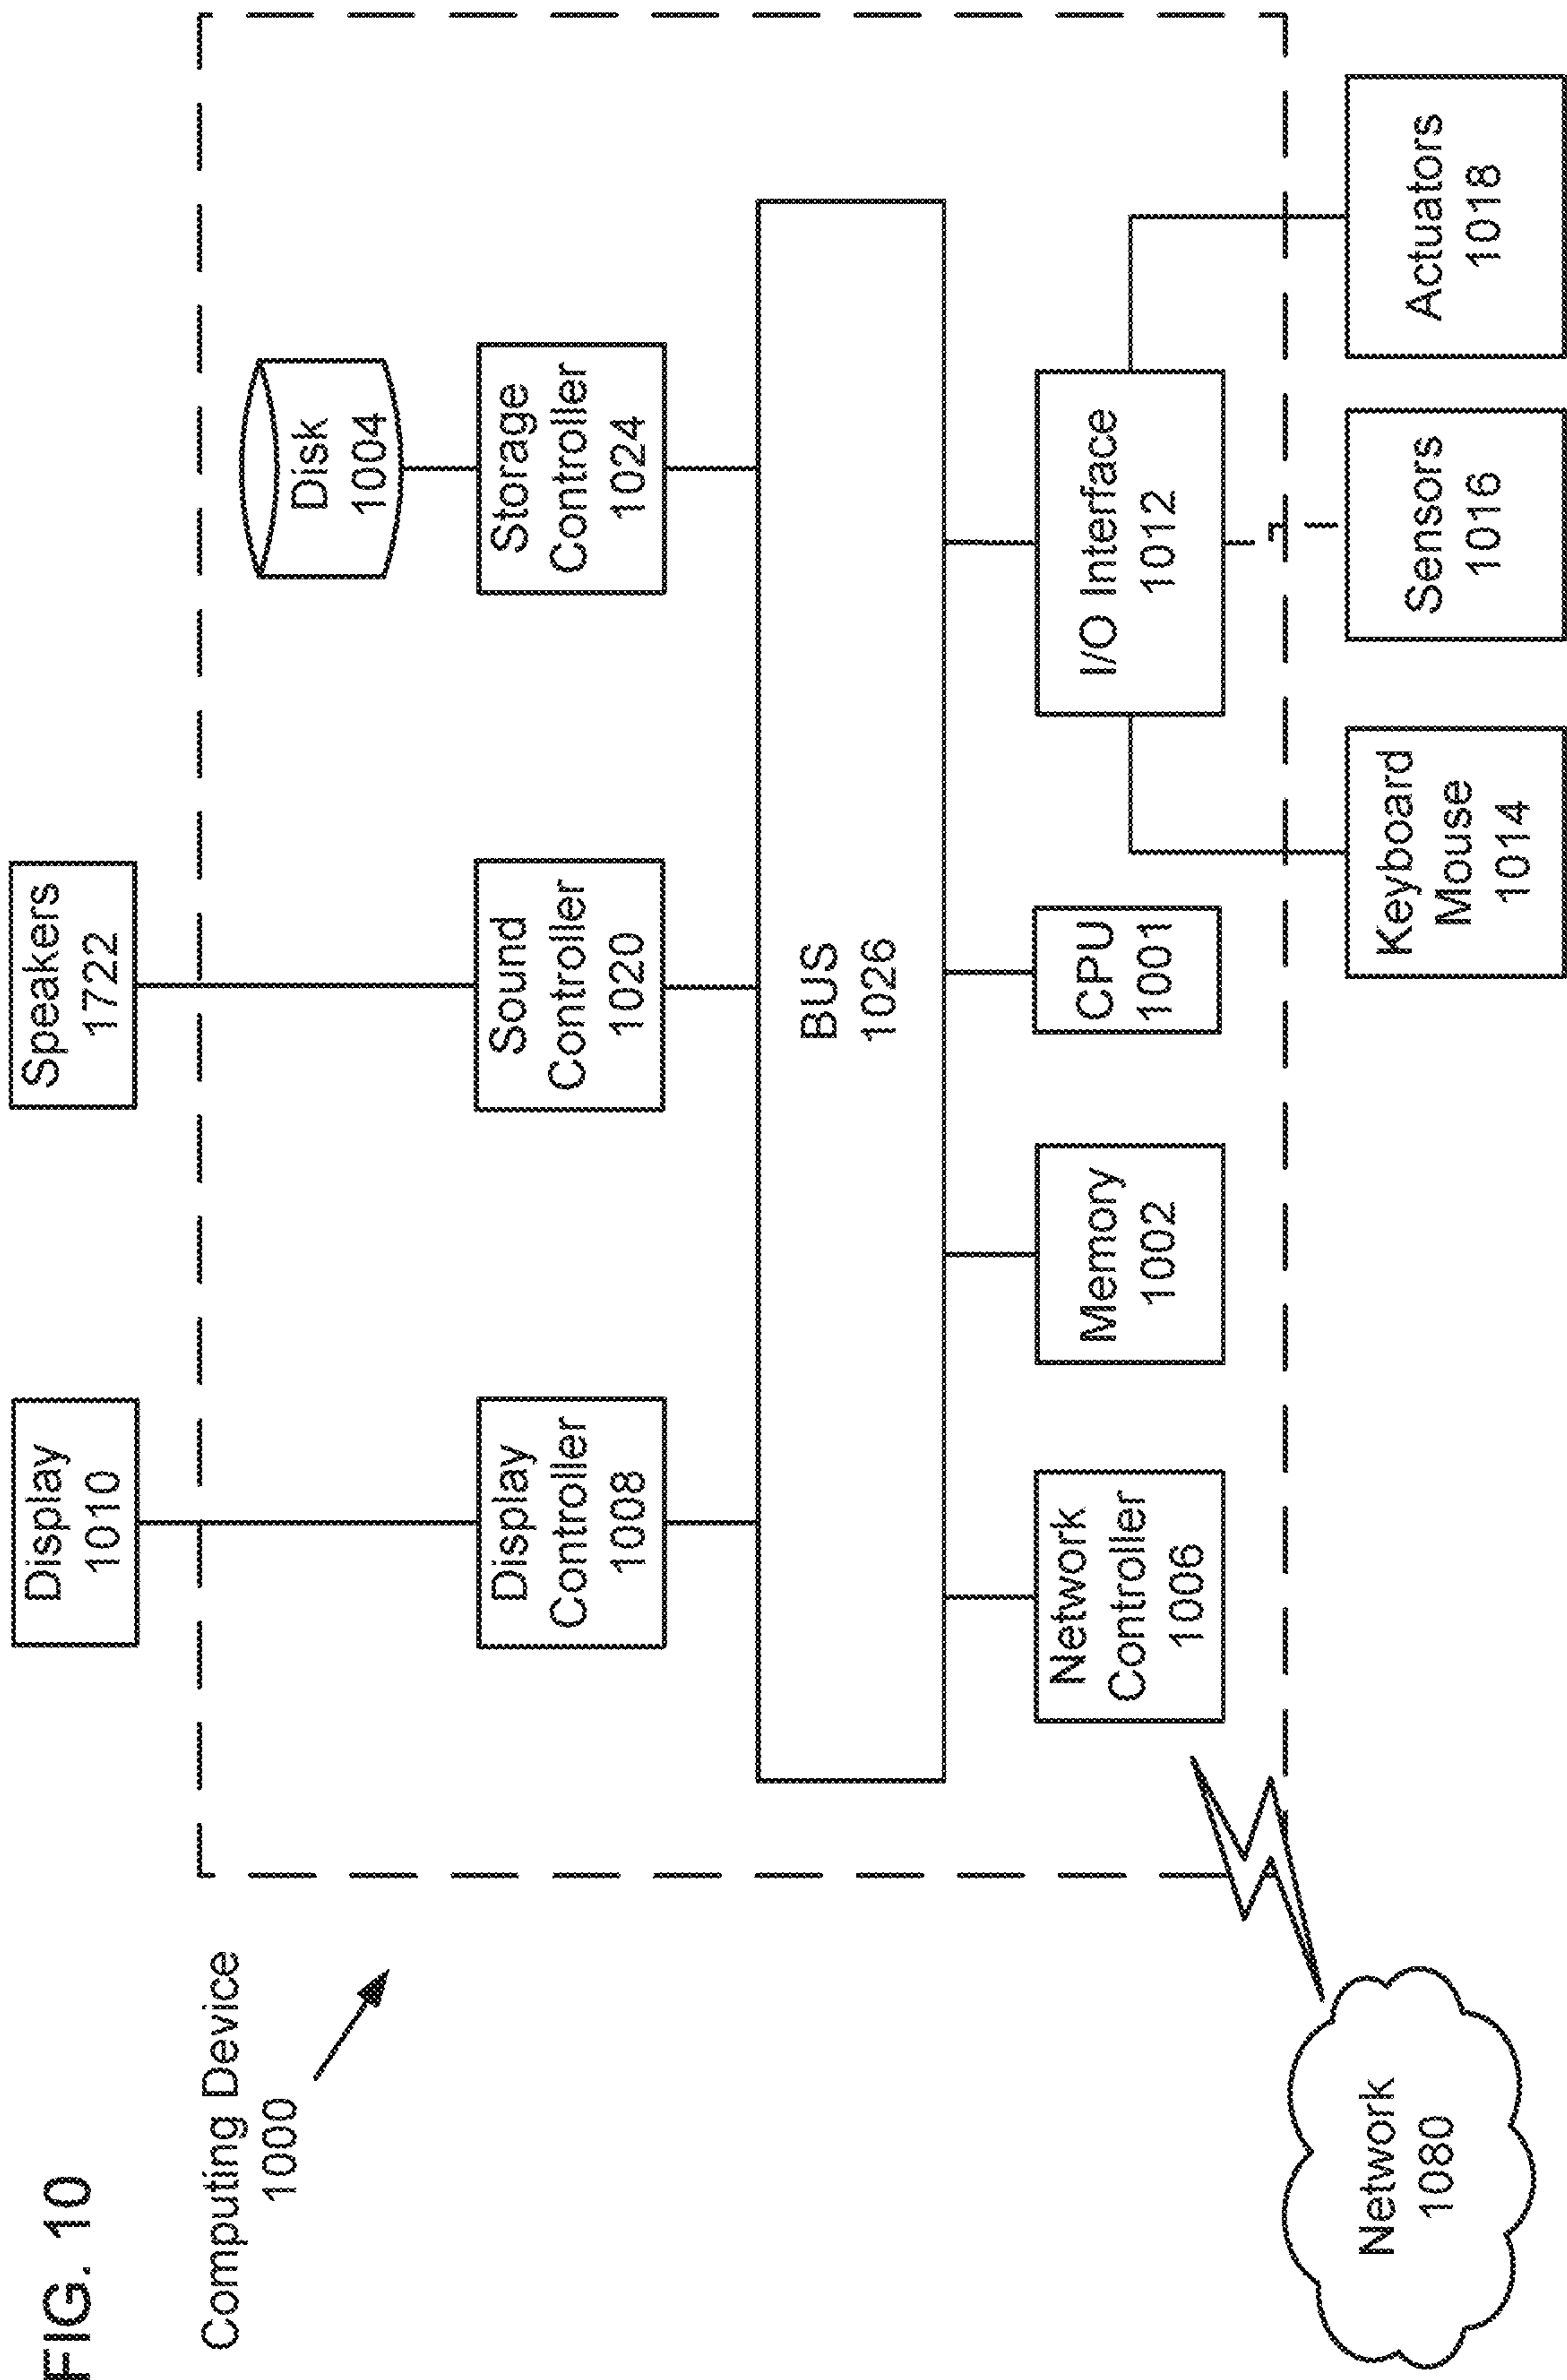 FIG. 10
Computing Device
1000
Display
1010
Speakers
1722
Disk
1004
Display
Controller
1008
Sound
Controller
1020
Storage
Controller
1024
BUS
1026
Network
Controller
1006
Memory
1002
CPU
1001
I/O Interface
1012
Network
1080
Keyboard
Mouse
1014
Sensors
1016
Actuators
1018